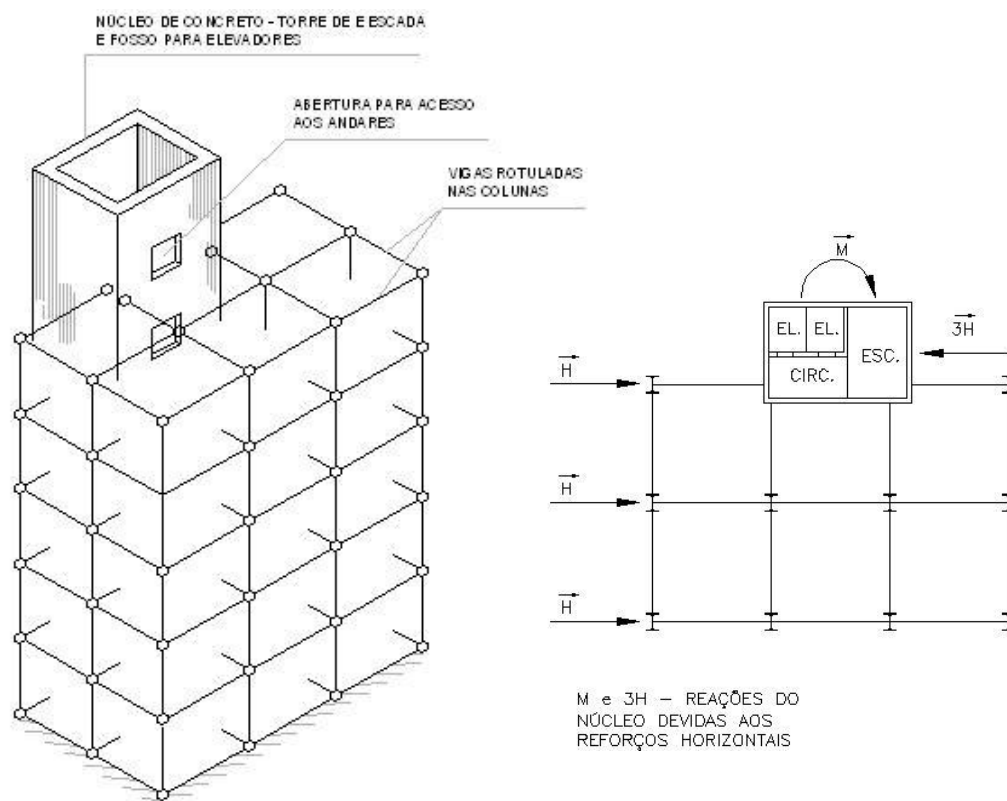 NÚCLEO DE CONCRETO - TORRE DE E ESCADA
E FOSSO PARA ELEVADORES
ABERTURA PARA ACESSO
AOS ANDARES
VIGAS ROTULADAS
NAS COLUNAS
M
EL. EL.
ESC.
CIRC.
3H
H
H
H
M e 3H – REAÇÕES DO
NÚCLEO DEVIDAS AOS
REFORÇOS HORIZONTAIS